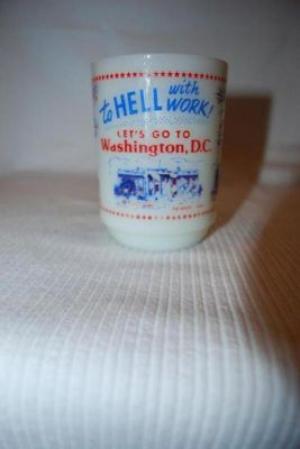 to HELL with WORK!
LET'S GO TO
Washington, D.C.